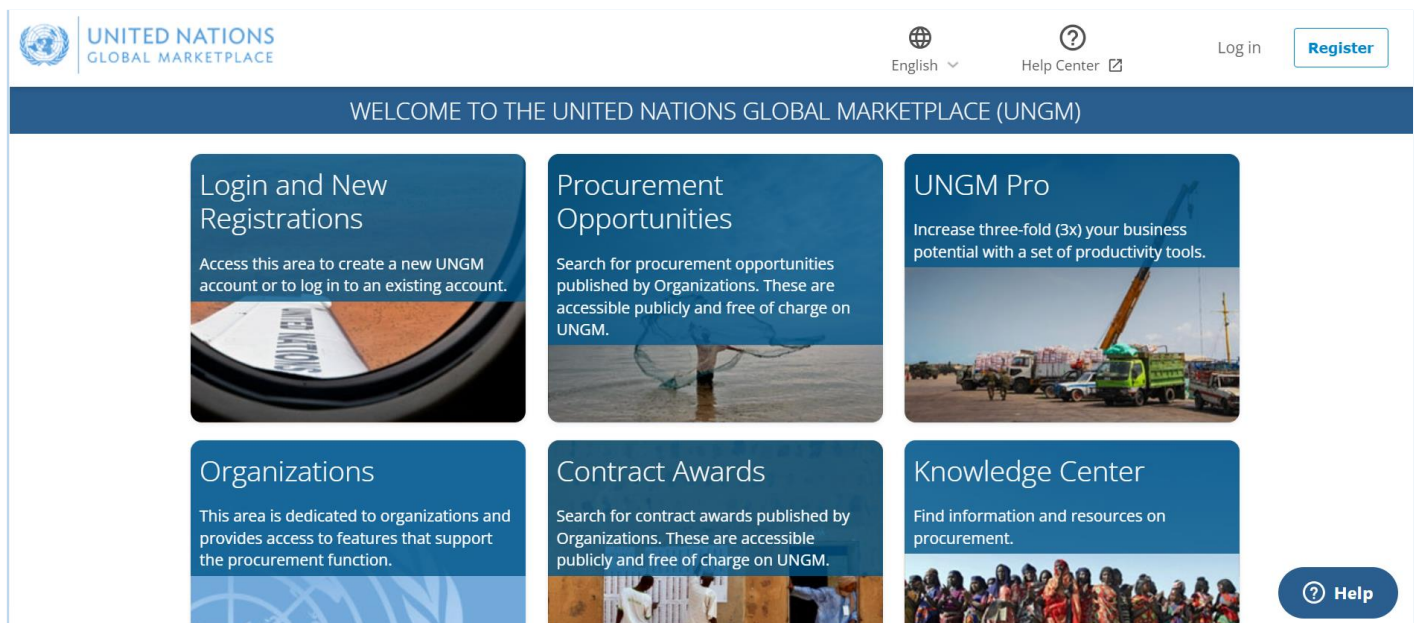 UNITED NATIONS
GLOBAL MARKETPLACE
English
Help Center
Log in
Register
WELCOME TO THE UNITED NATIONS GLOBAL MARKETPLACE (UNGM)
Login and New
Registrations
Access this area to create a new UNGM
account or to log in to an existing account.
UNITED NATIONS
Procurement
Opportunities
Search for procurement opportunities
published by Organizations. These are
accessible publicly and free of charge on
UNGM.
UNGM Pro
Increase three-fold (3x) your business
potential with a set of productivity tools.
Organizations
This area is dedicated to organizations and
provides access to features that support
the procurement function.
Contract Awards
Search for contract awards published by
Organizations. These are accessible
publicly and free of charge on UNGM.
Knowledge Center
Find information and resources on
procurement.
Help